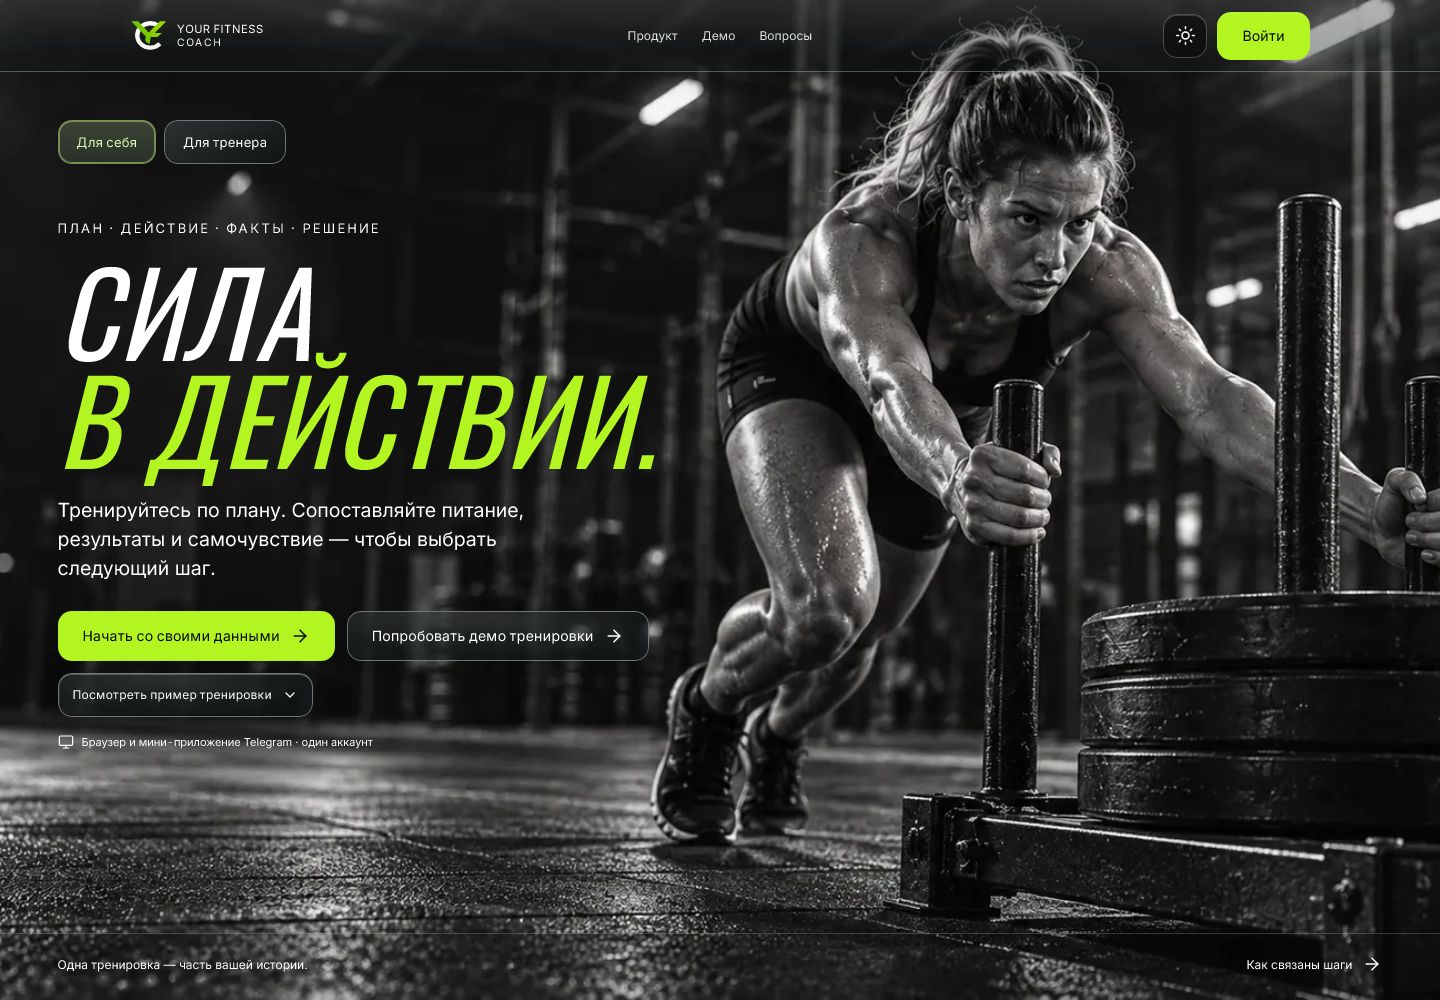 YOUR FITNESS
COACH
Продукт
Демо
Вопросы
Войти
Для себя
Для тренера
ПЛАН · ДЕЙСТВИЕ · ФАКТЫ · РЕШЕНИЕ
СИЛА
В ДЕЙСТВИИ.
Тренируйтесь по плану. Сопоставляйте питание,
результаты и самочувствие — чтобы выбрать
следующий шаг.
Начать со своими данными
Попробовать демо тренировки
Посмотреть пример тренировки
Браузер и мини-приложение Telegram · один аккаунт
Одна тренировка — часть вашей истории.
Как связаны шаги